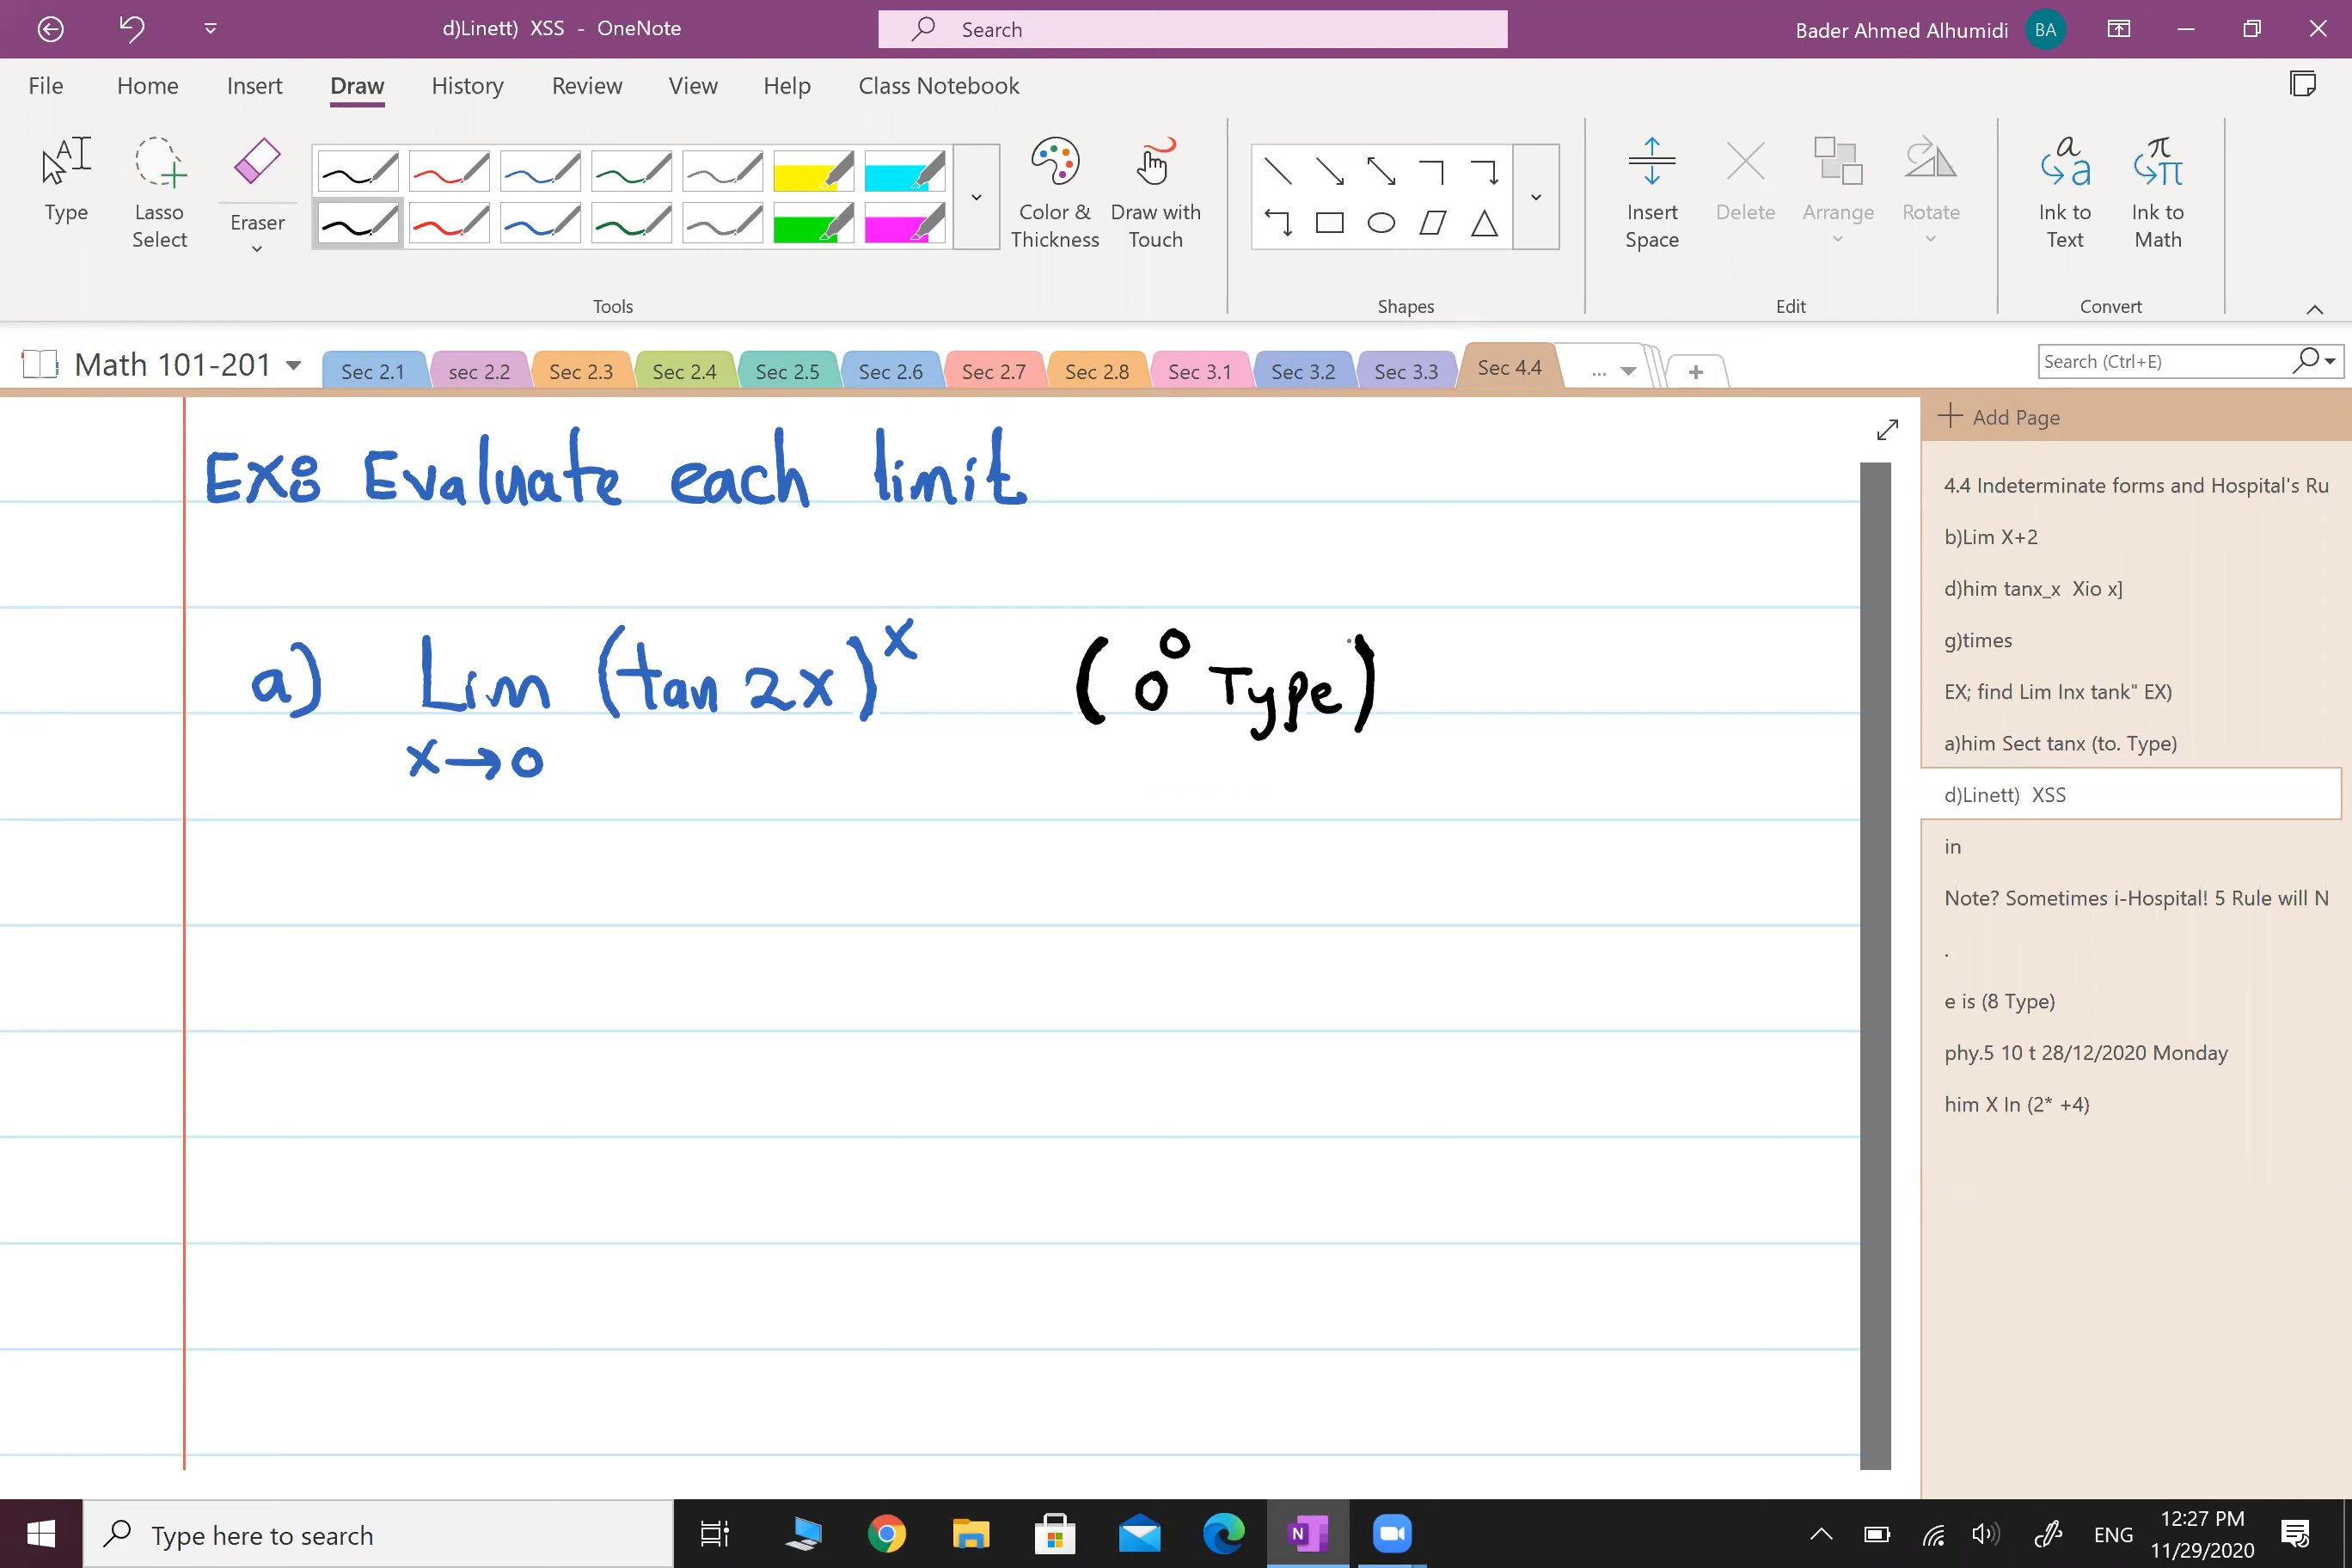 d)Linett) XSS - OneNote
Search
Bader Ahmed Alhumidi BA
File Home Insert Draw History Review View Help Class Notebook
Type
Lasso Select
Eraser
Color & Thickness
Draw with Touch
Insert Space
Delete
Arrange
Rotate
Ink to Text
Ink to Math
Tools
Shapes
Edit
Convert
Math 101-201
Sec 2.1 sec 2.2 Sec 2.3 Sec 2.4 Sec 2.5 Sec 2.6 Sec 2.7 Sec 2.8 Sec 3.1 Sec 3.2 Sec 3.3 Sec 4.4 ... +
Search (Ctrl+E)
EX: Evaluate each limit
a) Lim (tan 2x)^x (0^0 Type)
x→0
Add Page
4.4 Indeterminate forms and Hospital's Ru
b)Lim X+2
d)him tanx_x Xio x]
g)times
EX; find Lim Inx tank" EX)
a)him Sect tanx (to. Type)
d)Linett) XSS
in
Note? Sometimes i-Hospital! 5 Rule will N
.
e is (8 Type)
phy.5 10 t 28/12/2020 Monday
him X In (2* +4)
Type here to search
N
ENG
12:27 PM
11/29/2020